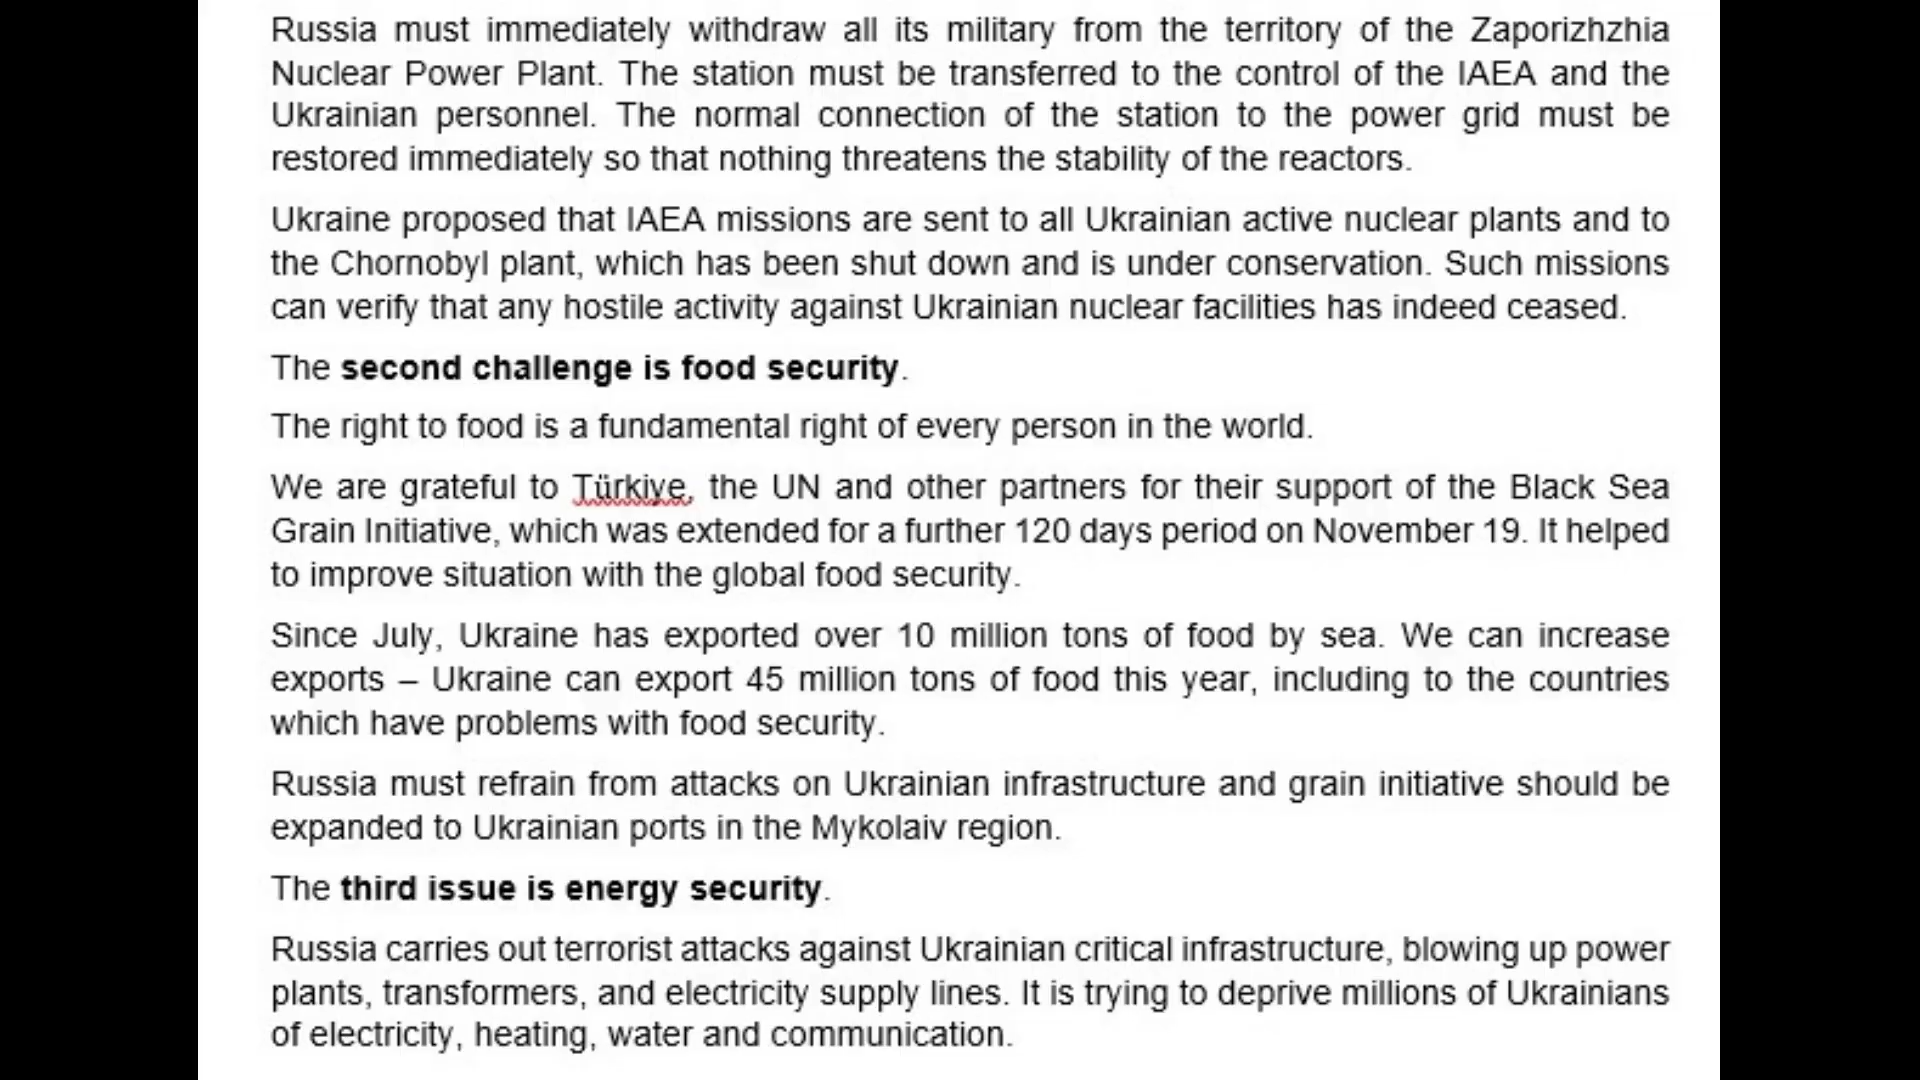 Russia must immediately withdraw all its military from the territory of the Zaporizhzhia
Nuclear Power Plant. The station must be transferred to the control of the IAEA and the
Ukrainian personnel. The normal connection of the station to the power grid must be
restored immediately so that nothing threatens the stability of the reactors.
Ukraine proposed that IAEA missions are sent to all Ukrainian active nuclear plants and to
the Chornobyl plant, which has been shut down and is under conservation. Such missions
can verify that any hostile activity against Ukrainian nuclear facilities has indeed ceased.
The second challenge is food security.
The right to food is a fundamental right of every person in the world.
We are grateful to Türkiye, the UN and other partners for their support of the Black Sea
Grain Initiative, which was extended for a further 120 days period on November 19. It helped
to improve situation with the global food security.
Since July, Ukraine has exported over 10 million tons of food by sea. We can increase
exports – Ukraine can export 45 million tons of food this year, including to the countries
which have problems with food security.
Russia must refrain from attacks on Ukrainian infrastructure and grain initiative should be
expanded to Ukrainian ports in the Mykolaiv region.
The third issue is energy security.
Russia carries out terrorist attacks against Ukrainian critical infrastructure, blowing up power
plants, transformers, and electricity supply lines. It is trying to deprive millions of Ukrainians
of electricity, heating, water and communication.